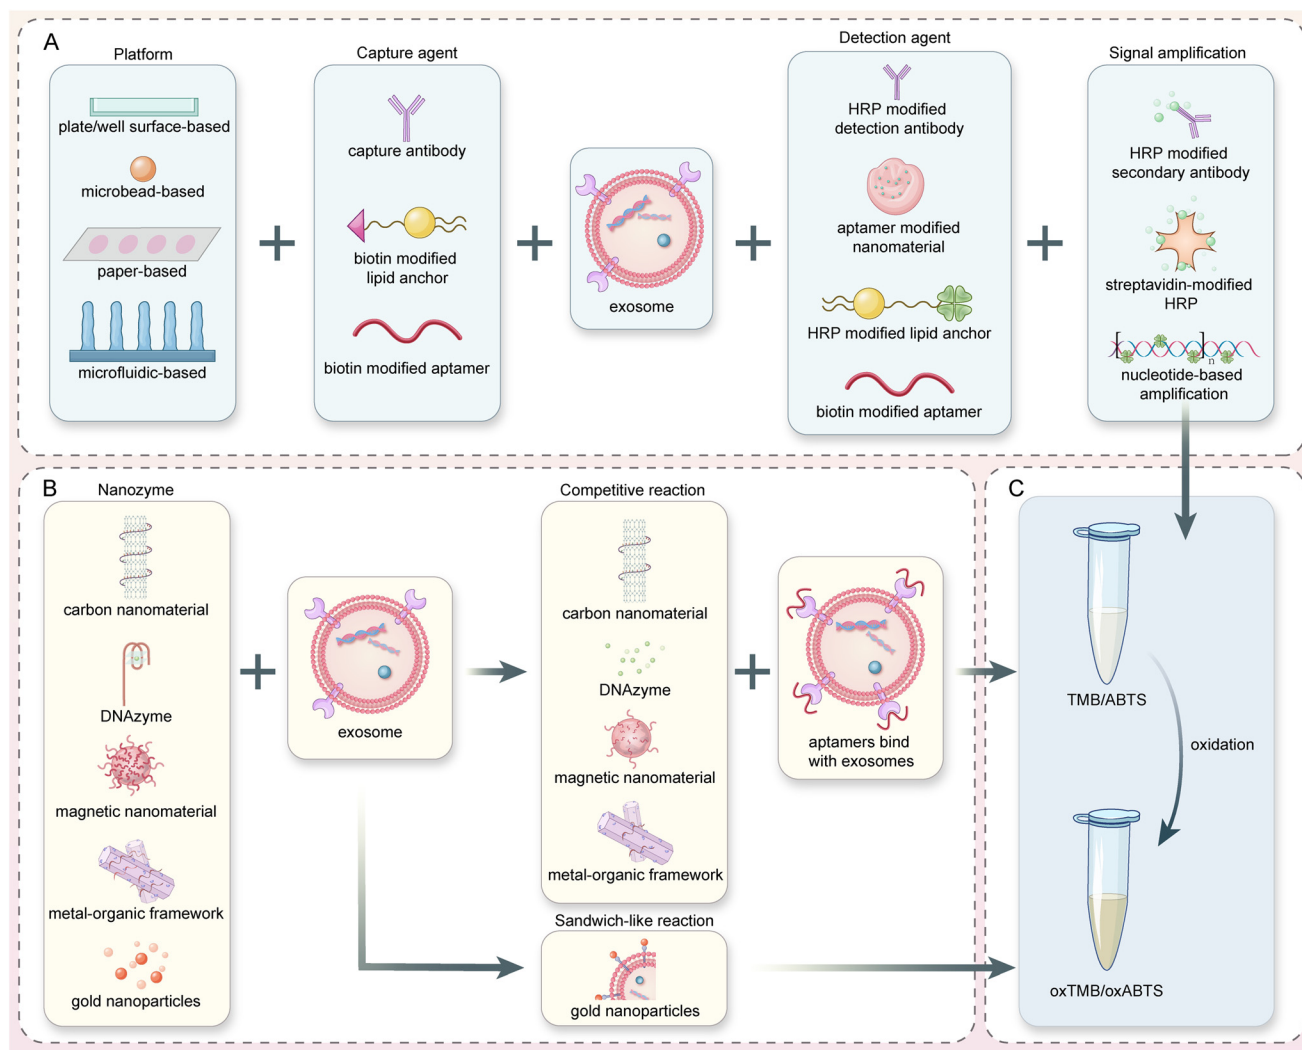 A
Platform
plate/well surface-based
microbead-based
paper-based
microfluidic-based
Capture agent
capture antibody
biotin modified
lipid anchor
biotin modified aptamer
exosome
Detection agent
HRP modified
detection antibody
aptamer modified
nanomaterial
HRP modified lipid anchor
biotin modified aptamer
Signal amplification
HRP modified
secondary antibody
streptavidin-modified
HRP
n
nucleotide-based
amplification
B
Nanozyme
carbon nanomaterial
DNAzyme
magnetic nanomaterial
metal-organic framework
gold nanoparticles
exosome
Competitive reaction
carbon nanomaterial
DNAzyme
magnetic nanomaterial
metal-organic framework
aptamers bind
with exosomes
Sandwich-like reaction
gold nanoparticles
C
TMB/ABTS
oxidation
oxTMB/oxABTS